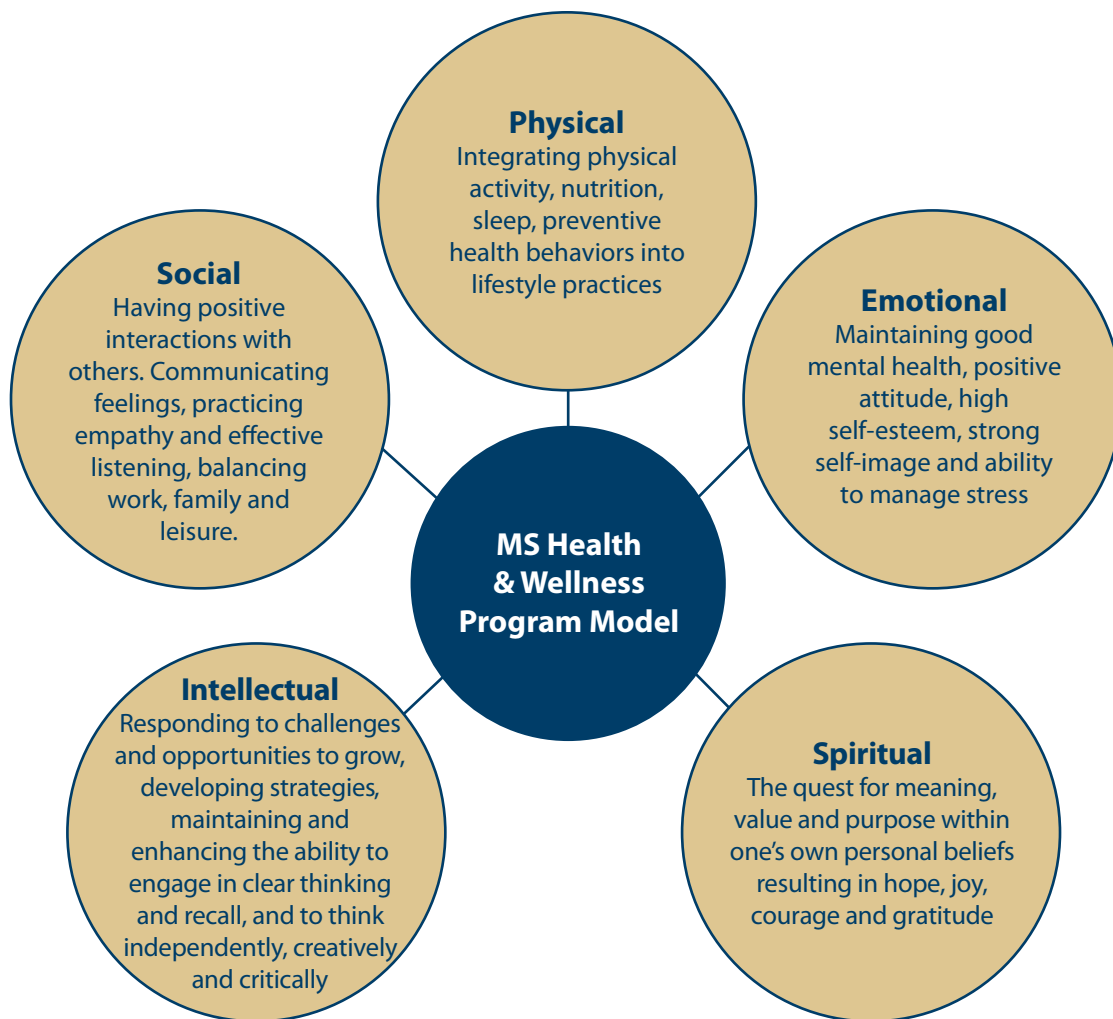 Physical
Integrating physical
activity, nutrition,
sleep, preventive
health behaviors into
lifestyle practices
Social
Having positive
interactions with
others. Communicating
feelings, practicing
empathy and effective
listening, balancing
work, family and
leisure.
Emotional
Maintaining good
mental health, positive
attitude, high
self-esteem, strong
self-image and ability
to manage stress
MS Health
& Wellness
Program Model
Intellectual
Responding to challenges
and opportunities to grow,
developing strategies,
maintaining and
enhancing the ability to
engage in clear thinking
and recall, and to think
independently, creatively
and critically
Spiritual
The quest for meaning,
value and purpose within
one’s own personal beliefs
resulting in hope, joy,
courage and gratitude